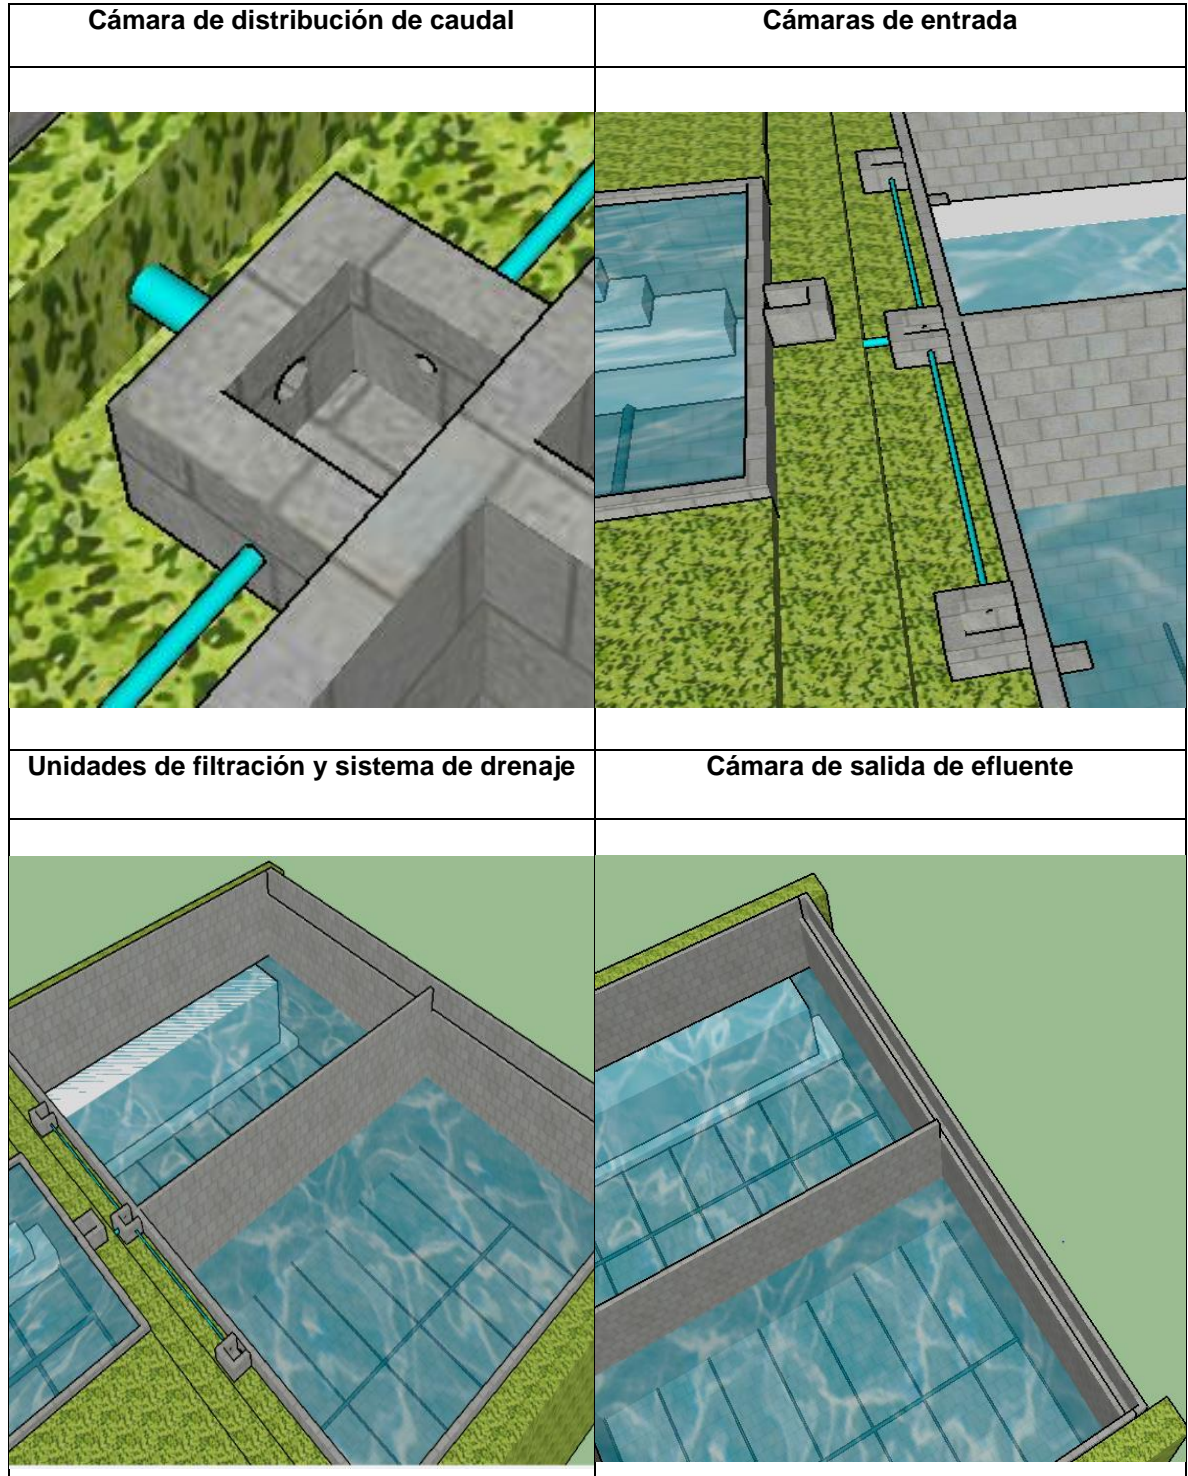 Cámara de distribución de caudal
Cámaras de entrada
Unidades de filtración y sistema de drenaje
Cámara de salida de efluente